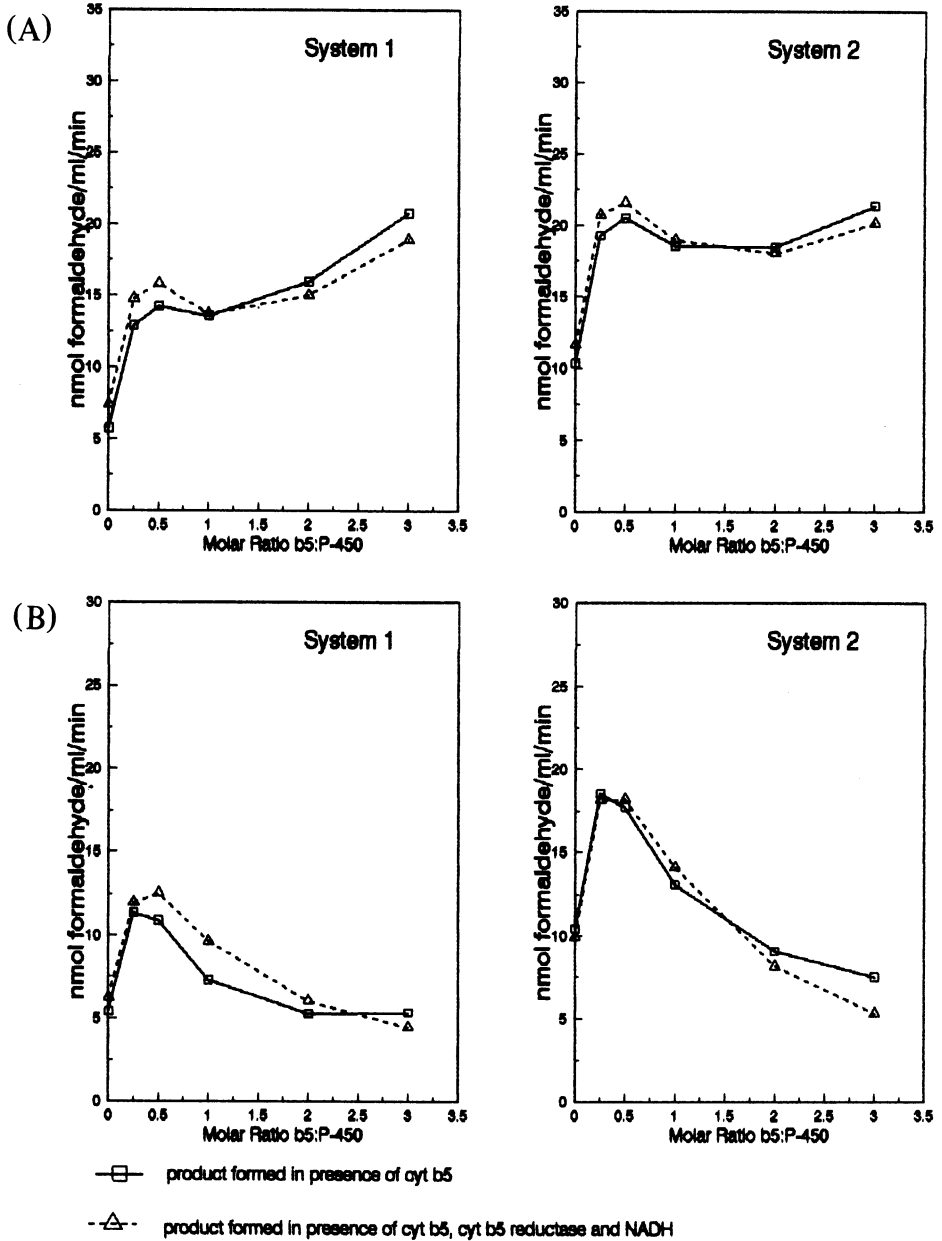 (A)
System 1
nmol formaldehyde/ml/min
35
30
25
20
15
10
5
0
0 0.5 1 1.5 2 2.5 3 3.5
Molar Ratio b5:P-450
System 2
nmol formaldehyde/ml/min
35
30
25
20
15
10
5
0
0 0.5 1 1.5 2 2.5 3 3.5
Molar Ratio b5:P-450
(B)
System 1
nmol formaldehyde/ml/min
30
25
20
15
10
5
0
0 0.5 1 1.5 2 2.5 3 3.5
Molar Ratio b5:P-450
System 2
nmol formaldehyde/ml/min
30
25
20
15
10
5
0
0 0.5 1 1.5 2 2.5 3 3.5
Molar Ratio b5:P-450
product formed in presence of cyt b5
product formed in presence of cyt b5, cyt b5 reductase and NADH